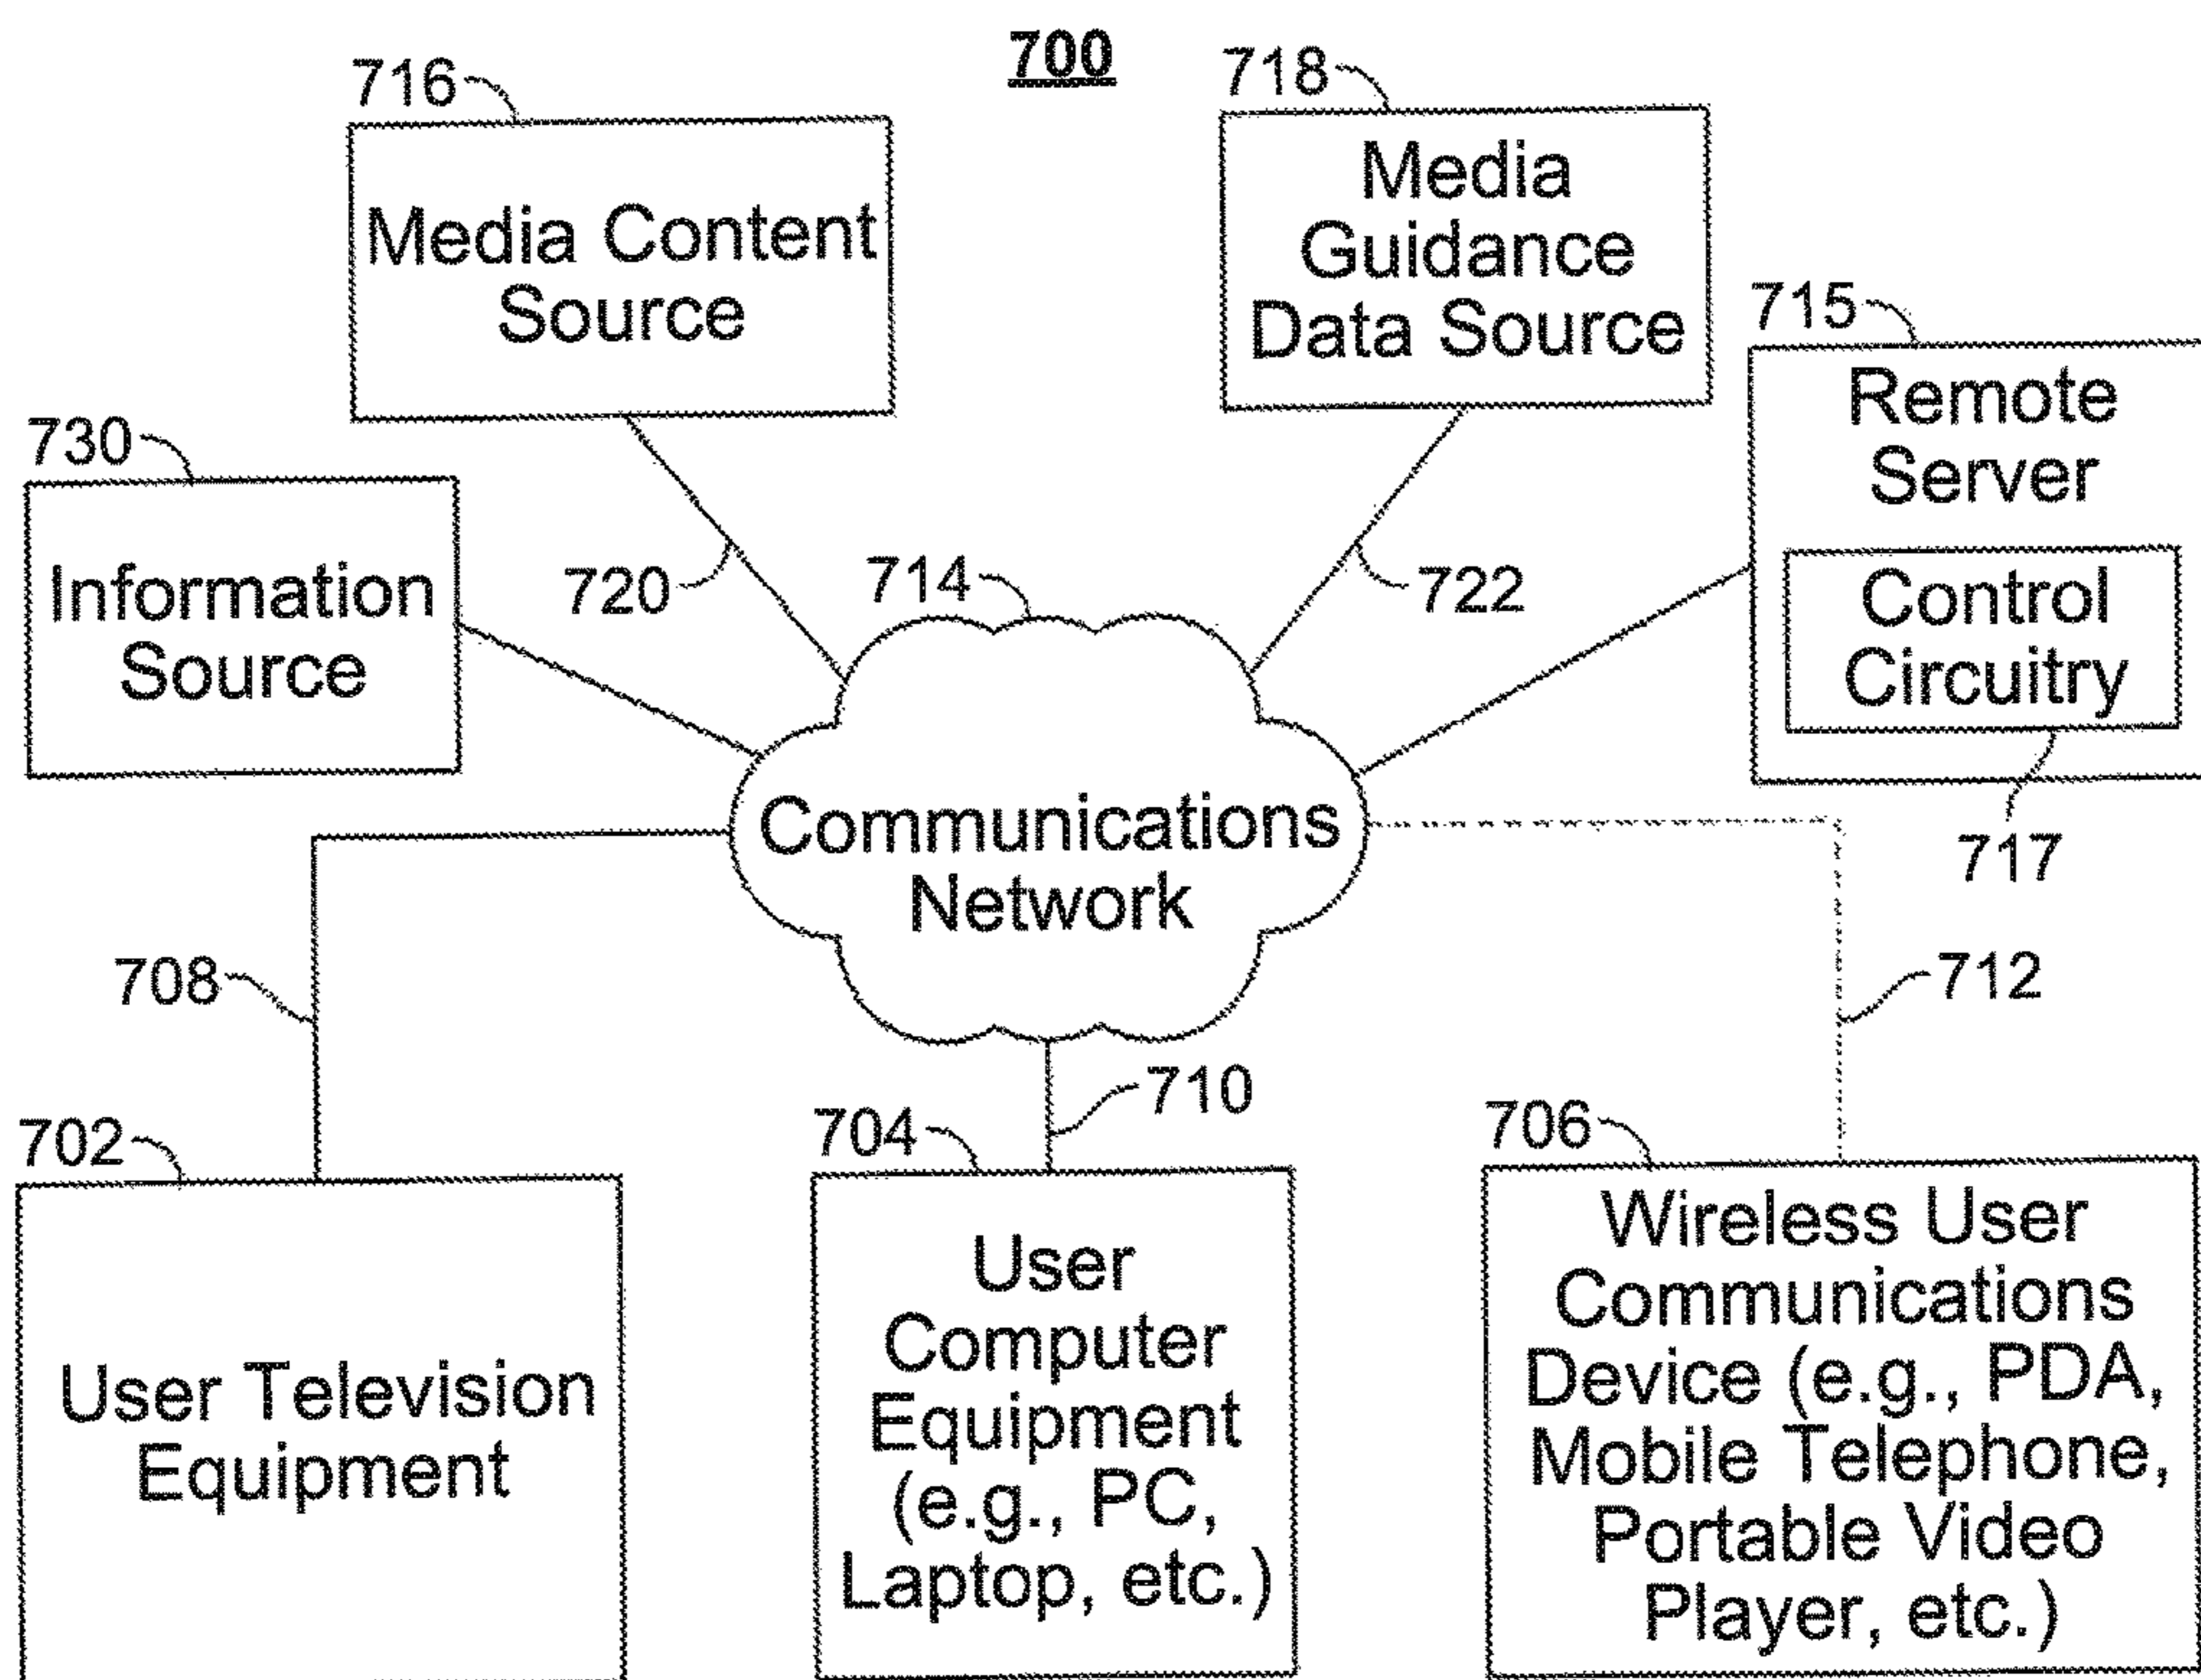 700
716
718
Media Content
Source
Media
Guidance
Data Source
715
Remote
Server
Control
Circuitry
717
730
Information
Source
720
714
722
Communications
Network
708
710
712
702
User Television
Equipment
704
User
Computer
Equipment
(e.g., PC,
Laptop, etc.)
706
Wireless User
Communications
Device (e.g., PDA,
Mobile Telephone,
Portable Video
Player, etc.)